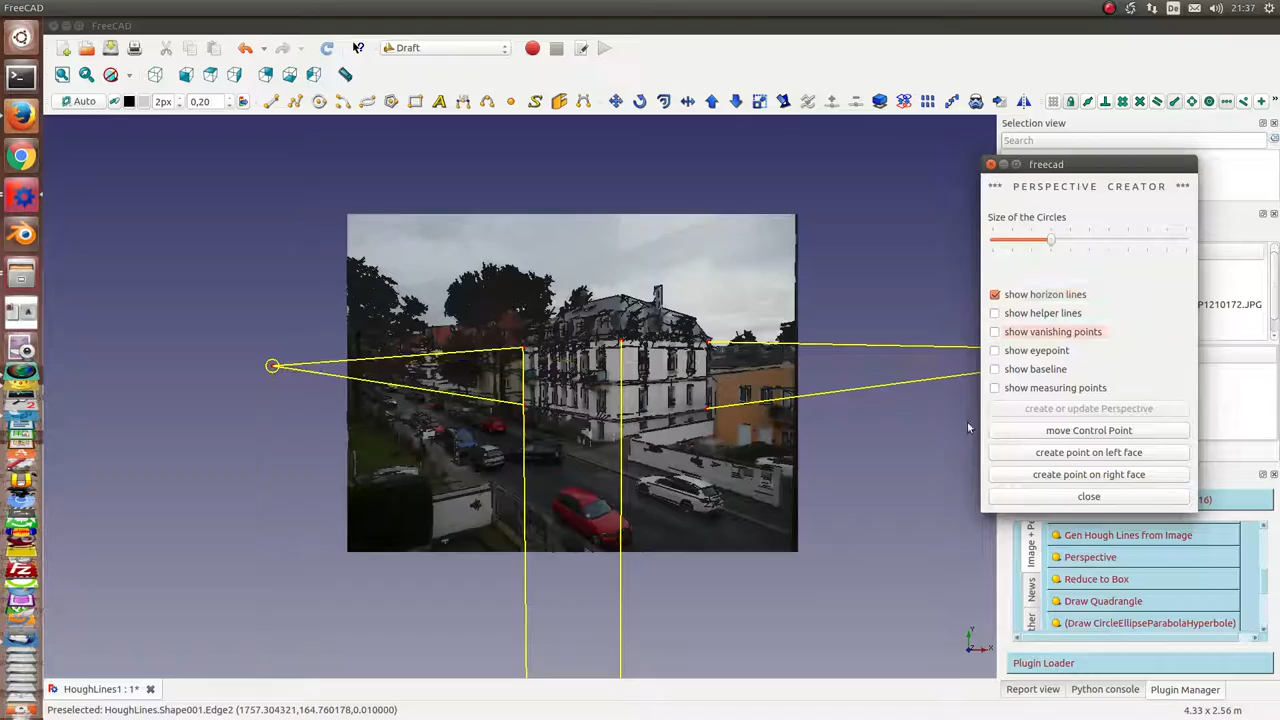 FreeCAD
De
21:37
FreeCAD
Draft
Auto
2px
0,20
A
»
Selection view
Search
freecad
*** PERSPECTIVE CREATOR ***
Size of the Circles
show horizon lines
P1210172.JPG
show helper lines
show vanishing points
show eyepoint
show baseline
show measuring points
create or update Perspective
move Control Point
create point on left face
create point on right face
close
16)
Image + Pe
News
ther
Gen Hough Lines from Image
Perspective
Reduce to Box
Draw Quadrangle
(Draw CircleEllipseParabolaHyperbole)
Y
Z
X
Plugin Loader
HoughLines1 : 1*
Report view
Python console
Plugin Manager
Preselected: HoughLines.Shape001.Edge2 (1757.304321,164.760178,0.010000)
4.33 x 2.56 m